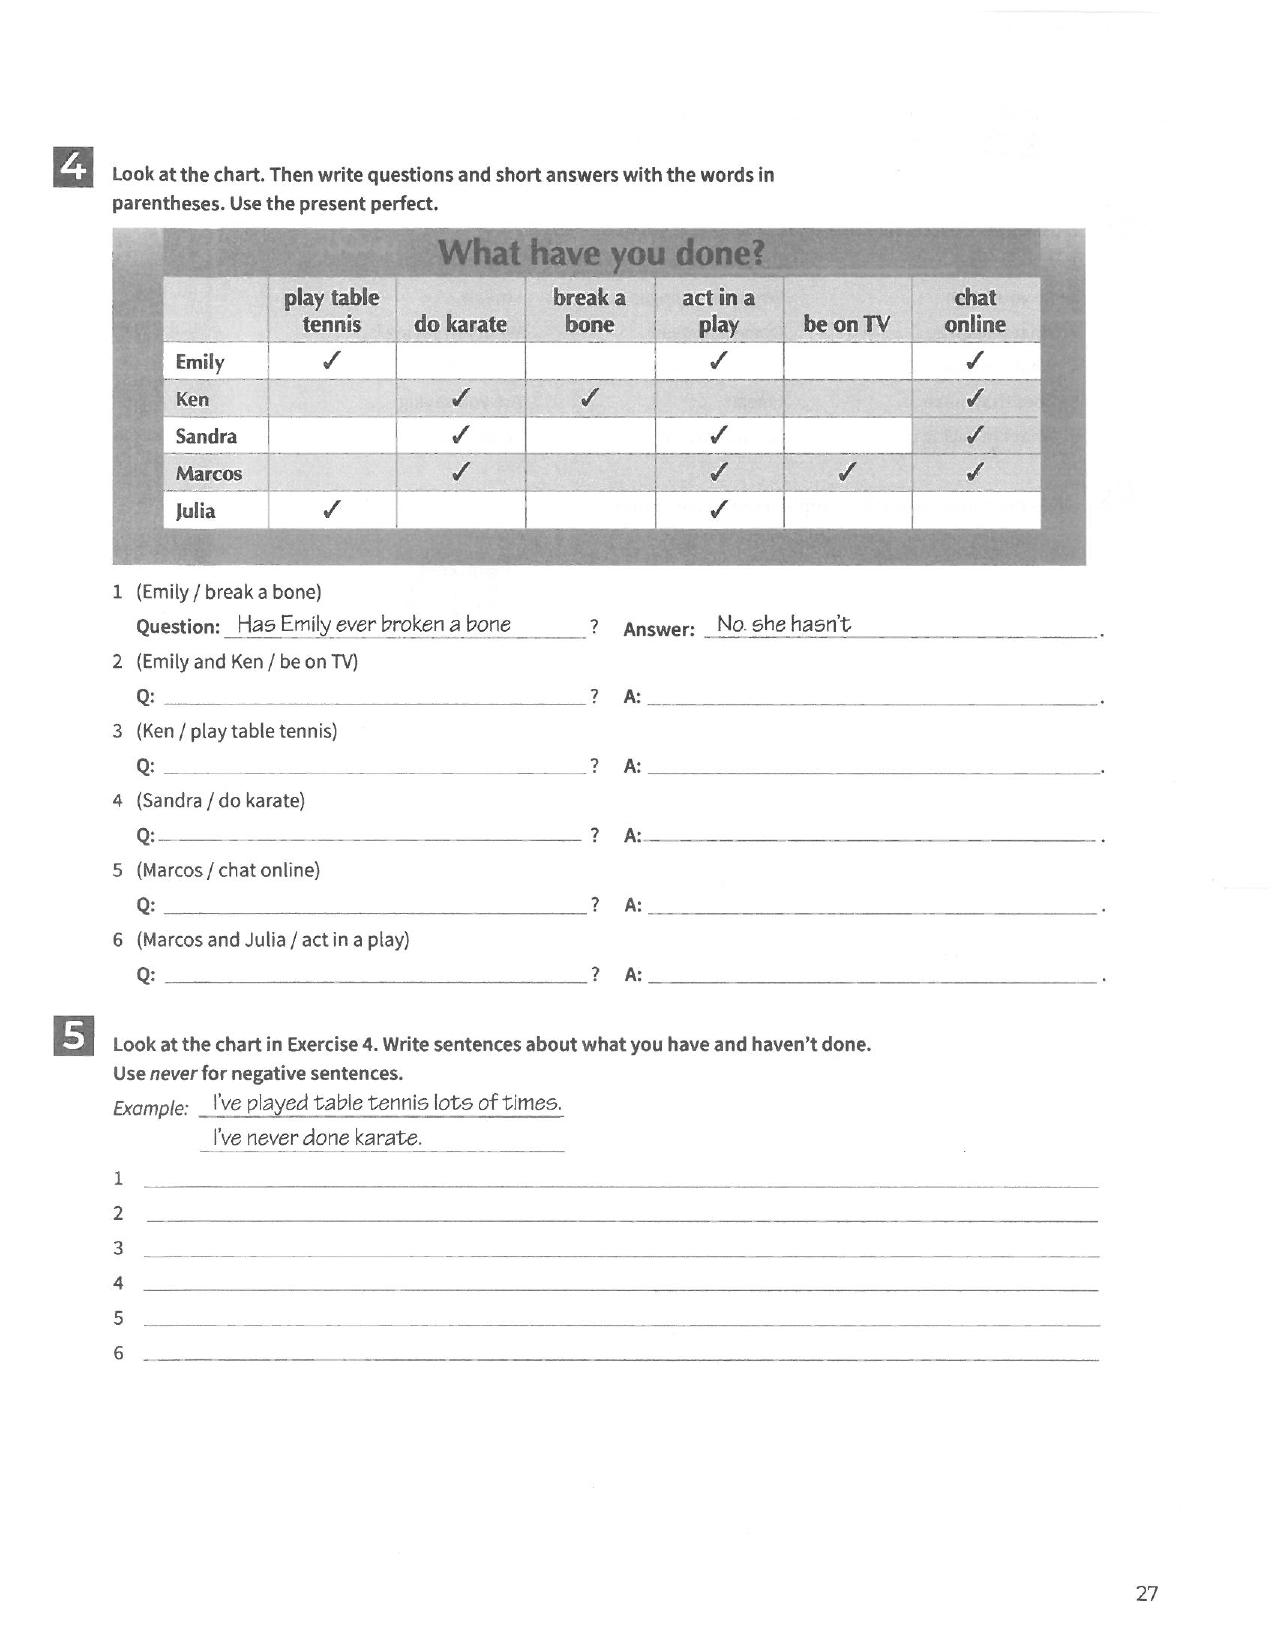 4
Look at the chart. Then write questions and short answers with the words in
parentheses. Use the present perfect.
What have you done?
play table tennis do karate break a bone act in a play be on TV chat online
Emily ✓ ✓ ✓
Ken ✓ ✓ ✓
Sandra ✓ ✓ ✓
Marcos ✓ ✓ ✓ ✓
Julia ✓ ✓
1 (Emily / break a bone)
Question: Has Emily ever broken a bone ? Answer: No. she hasn't .
2 (Emily and Ken / be on TV)
Q: ? A: .
3 (Ken / play table tennis)
Q: ? A: .
4 (Sandra / do karate)
Q: ? A: .
5 (Marcos / chat online)
Q: ? A: .
6 (Marcos and Julia / act in a play)
Q: ? A: .
5
Look at the chart in Exercise 4. Write sentences about what you have and haven't done.
Use never for negative sentences.
Example: I've played table tennis lots of times.
I've never done karate.
1
2
3
4
5
6
27